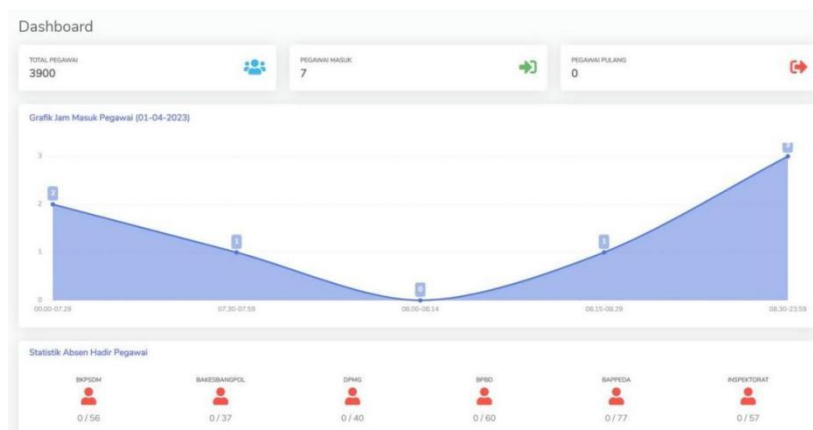 Dashboard
TOTAL PEGAWAI
3900
PEGAWAI MASUK
7
PEGAWAI PULANG
0
Grafik Jam Masuk Pegawai (01-04-2023)
3
2
1
0
2
1
0
1
3
00.00-07.29
07.30-07.59
08.00-08.14
08.15-08.29
08.30-23.59
Statistik Absen Hadir Pegawai
BKPSDM
BAKESBANGPOL
DPMG
BPBD
BAPPEDA
INSPEKTORAT
0 / 56
0 / 37
0 / 40
0 / 60
0 / 77
0 / 57